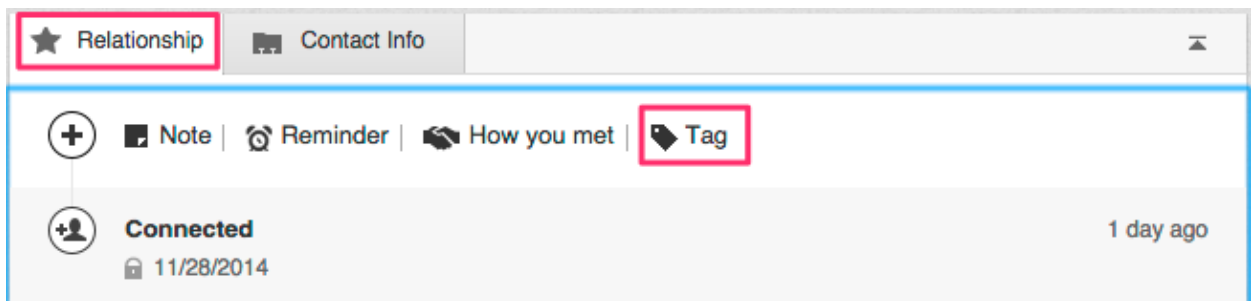 Relationship Contact Info
Note | Reminder | How you met | Tag
Connected 1 day ago
11/28/2014